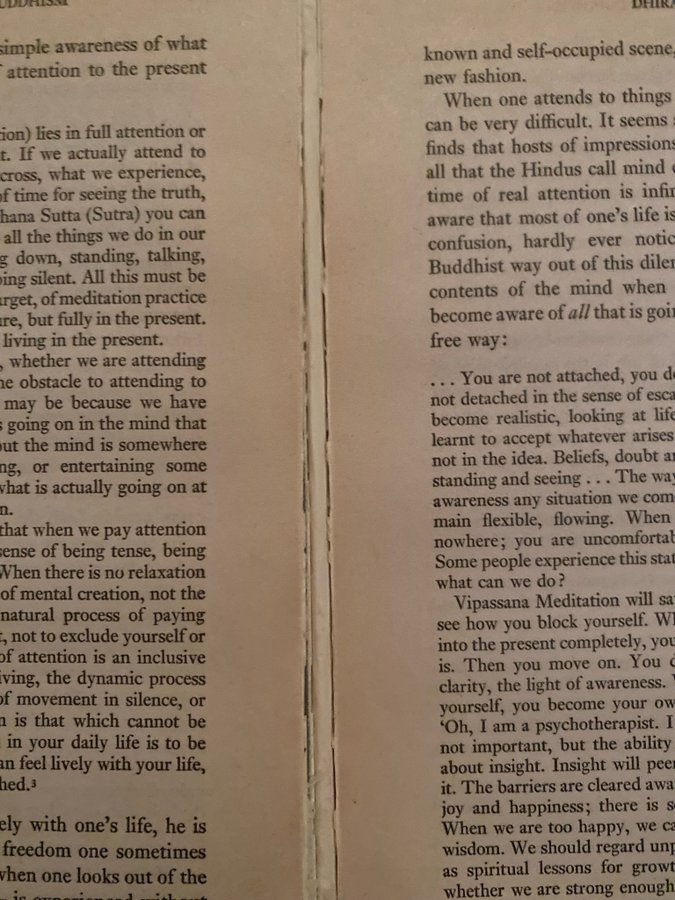 UDDHISM
simple awareness of what
attention to the present
ion) lies in full attention or
t. If we actually attend to
cross, what we experience,
of time for seeing the truth,
hana Sutta (Sutra) you can
all the things we do in our
g down, standing, talking,
ing silent. All this must be
rget, of meditation practice
re, but fully in the present.
living in the present.
, whether we are attending
he obstacle to attending to
may be because we have
s going on in the mind that
out the mind is somewhere
ng, or entertaining some
what is actually going on at
n.
that when we pay attention
sense of being tense, being
When there is no relaxation
of mental creation, not the
natural process of paying
t, not to exclude yourself or
of attention is an inclusive
iving, the dynamic process
of movement in silence, or
n is that which cannot be
in your daily life is to be
an feel lively with your life,
hed.³
ely with one's life, he is
freedom one sometimes
when one looks out of the
is experienced without
DHIRA
known and self-occupied scene,
new fashion.
When one attends to things
can be very difficult. It seems
finds that hosts of impressions
all that the Hindus call mind
time of real attention is infin
aware that most of one's life is
confusion, hardly ever notic
Buddhist way out of this dile
contents of the mind when
become aware of all that is goi
free way:
. . . You are not attached, you d
not detached in the sense of esca
become realistic, looking at life
learnt to accept whatever arises
not in the idea. Beliefs, doubt a
standing and seeing . . . The way
awareness any situation we com
main flexible, flowing. When
nowhere; you are uncomfortab
Some people experience this stat
what can we do?
Vipassana Meditation will sa
see how you block yourself. W
into the present completely, you
is. Then you move on. You d
clarity, the light of awareness.
yourself, you become your ow
'Oh, I am a psychotherapist. I
not important, but the ability
about insight. Insight will pee
it. The barriers are cleared awa
joy and happiness; there is s
When we are too happy, we ca
wisdom. We should regard unp
as spiritual lessons for growt
whether we are strong enough